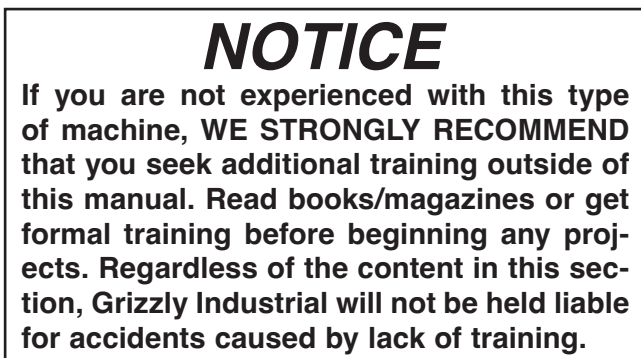 NOTICE
If you are not experienced with this type
of machine, WE STRONGLY RECOMMEND
that you seek additional training outside of
this manual. Read books/magazines or get
formal training before beginning any proj-
ects. Regardless of the content in this sec-
tion, Grizzly Industrial will not be held liable
for accidents caused by lack of training.